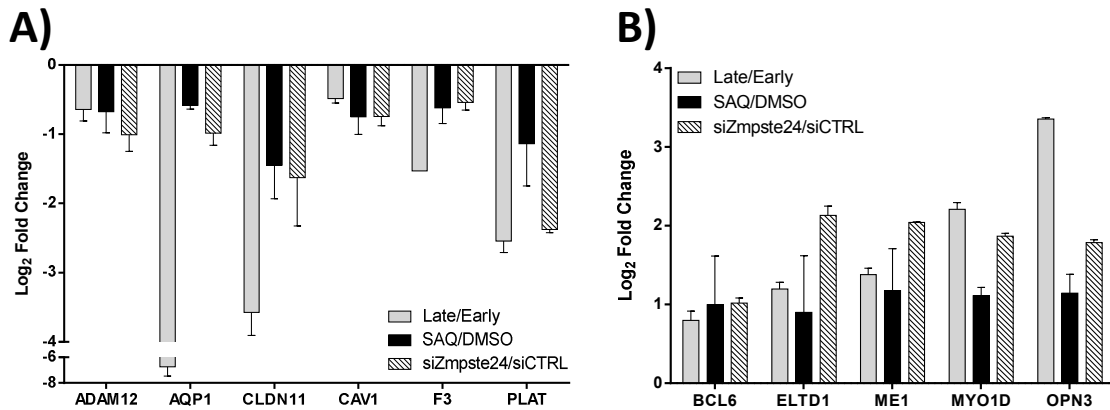 A)
0
-1
-2
-3
-4
-6
-8
Log2 Fold Change
Late/Early
SAQ/DMSO
siZmpste24/siCTRL
ADAM12 AQP1 CLDN11 CAV1 F3 PLAT
B)
4
3
2
1
0
Log2 Fold Change
Late/Early
SAQ/DMSO
siZmpste24/siCTRL
BCL6 ELTD1 ME1 MYO1D OPN3